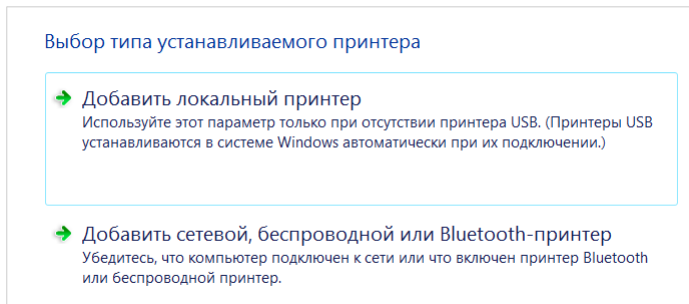 Выбор типа устанавливаемого принтера
Добавить локальный принтер
Используйте этот параметр только при отсутствии принтера USB. (Принтеры USB
устанавливаются в системе Windows автоматически при их подключении.)
Добавить сетевой, беспроводной или Bluetooth-принтер
Убедитесь, что компьютер подключен к сети или что включен принтер Bluetooth
или беспроводной принтер.